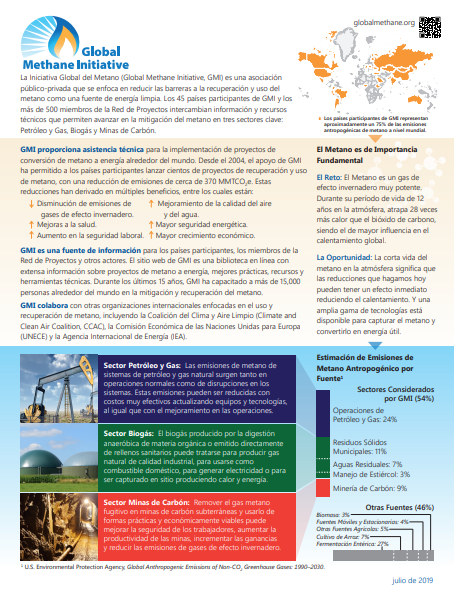 globalmethane.org
Global
Methane Initiative
La Iniciativa Global del Metano (Global Methane Initiative, GMI) es una asociación
público-privada que se enfoca en reducir las barreras a la recuperación y uso del
metano como una fuente de energía limpia. Los 45 países participantes de GMI y los
más de 500 miembros de la Red de Proyectos intercambian información y recursos
técnicos que permiten avanzar en la mitigación del metano en tres sectores clave:
Petróleo y Gas, Biogás y Minas de Carbón.
Los países participantes de GMI representan
aproximadamente un 75% de las emisiones
antropogénicas de metano a nivel mundial.
GMI proporciona asistencia técnica para la implementación de proyectos de
conversión de metano a energía alrededor del mundo. Desde el 2004, el apoyo de GMI
ha permitido a los países participantes lanzar cientos de proyectos de recuperación y uso
de metano, con una reducción de emisiones de cerca de 370 MMTCO₂e. Estas
reducciones han derivado en múltiples beneficios, entre los cuales están:
↓ Disminución de emisiones de
gases de efecto invernadero.
↑ Mejoras a la salud.
↑ Aumento en la seguridad laboral.
↑ Mejoramiento de la calidad del aire
y del agua.
↑ Mayor seguridad energética.
↑ Mayor crecimiento económico.
GMI es una fuente de información para los países participantes, los miembros de la
Red de Proyectos y otros actores. El sitio web de GMI es una biblioteca en línea con
extensa información sobre proyectos de metano a energía, mejores prácticas, recursos y
herramientas técnicas. Durante los últimos 15 años, GMI ha capacitado a más de 15,000
personas alrededor del mundo en la mitigación y recuperación del metano.
GMI colabora con otras organizaciones internacionales enfocadas en el uso y
recuperación de metano, incluyendo la Coalición del Clima y Aire Limpio (Climate and
Clean Air Coalition, CCAC), la Comisión Económica de las Naciones Unidas para Europa
(UNECE) y la Agencia Internacional de Energía (IEA).
El Metano es de Importancia
Fundamental
El Reto: El Metano es un gas de
efecto invernadero muy potente.
Durante su período de vida de 12
años en la atmósfera, atrapa 28 veces
más calor que el bióxido de carbono,
siendo el de mayor influencia en el
calentamiento global.
La Oportunidad: La corta vida del
metano en la atmósfera significa que
las reducciones que hagamos hoy
pueden tener un efecto inmediato
reduciendo el calentamiento. Y una
amplia gama de tecnologías está
disponible para capturar el metano y
convertirlo en energía útil.
Sector Petróleo y Gas: Las emisiones de metano de
sistemas de petróleo y gas natural surgen tanto en
operaciones normales como de disrupciones en los
sistemas. Estas emisiones pueden ser reducidas con
costos muy efectivos actualizando equipos y tecnologías,
al igual que con el mejoramiento en las operaciones.
Sector Biogás: El biogás producido por la digestión
anaeróbica de materia orgánica o emitido directamente
de rellenos sanitarios puede tratarse para producir gas
natural de calidad industrial, para usarse como
combustible doméstico, para generar electricidad o para
ser capturado en sitio produciendo calor y energía.
Sector Minas de Carbón: Remover el gas metano
fugitivo en minas de carbón subterráneas y usarlo de
formas prácticas y económicamente viables puede
mejorar la seguridad de los trabajadores, aumentar la
productividad de las minas, incrementar las ganancias
y reducir las emisiones de gases de efecto invernadero.
Estimación de Emisiones de
Metano Antropogénico por
Fuente¹
Sectores Considerados
por GMI (54%)
Operaciones de
Petróleo y Gas: 24%
Residuos Sólidos
Municipales: 11%
Aguas Residuales: 7%
Manejo de Estiércol: 3%
Minería de Carbón: 9%
Otras Fuentes (46%)
Biomasa: 3%
Fuentes Móviles y Estacionarias: 4%
Otras Fuentes Agrícolas: 5%
Cultivo de Arroz: 7%
Fermentación Entérica: 27%
¹ U.S. Environmental Protection Agency, Global Anthropogenic Emissions of Non-CO₂ Greenhouse Gases: 1990–2030.
julio de 2019